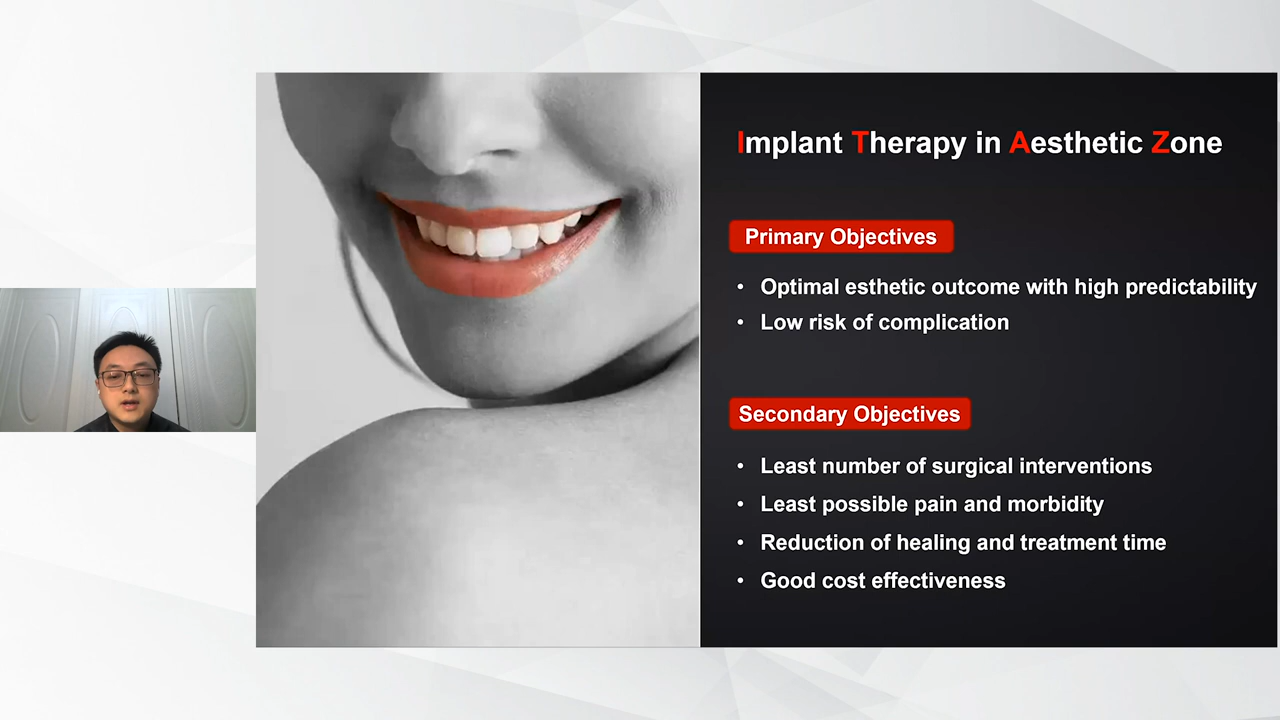 Implant Therapy in Aesthetic Zone
Primary Objectives
• Optimal esthetic outcome with high predictability
• Low risk of complication
Secondary Objectives
• Least number of surgical interventions
• Least possible pain and morbidity
• Reduction of healing and treatment time
• Good cost effectiveness